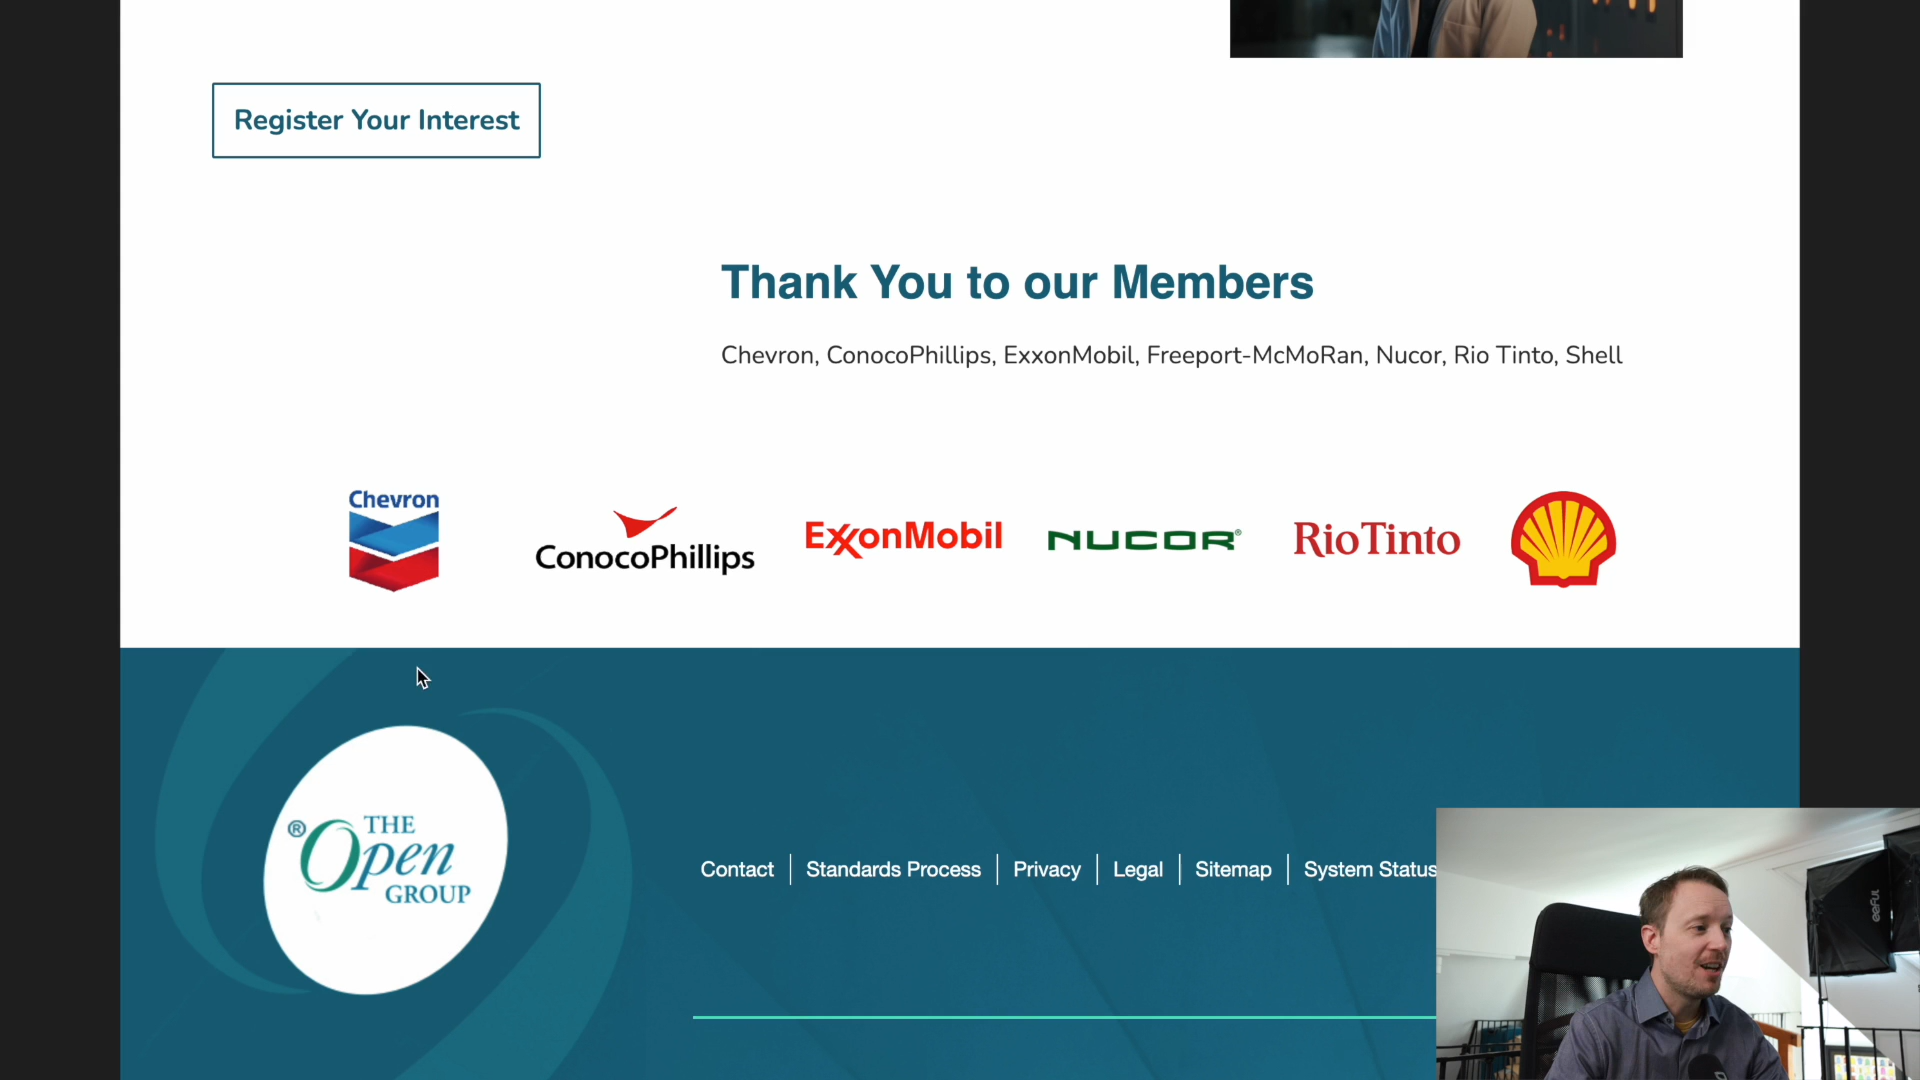 Register Your Interest
Thank You to our Members
Chevron, ConocoPhillips, ExxonMobil, Freeport-McMoRan, Nucor, Rio Tinto, Shell
Chevron
ConocoPhillips
ExxonMobil
NUCOR®
RioTinto
® THE
Open
GROUP
Contact
Standards Process
Privacy
Legal
Sitemap
System Status
eeFul